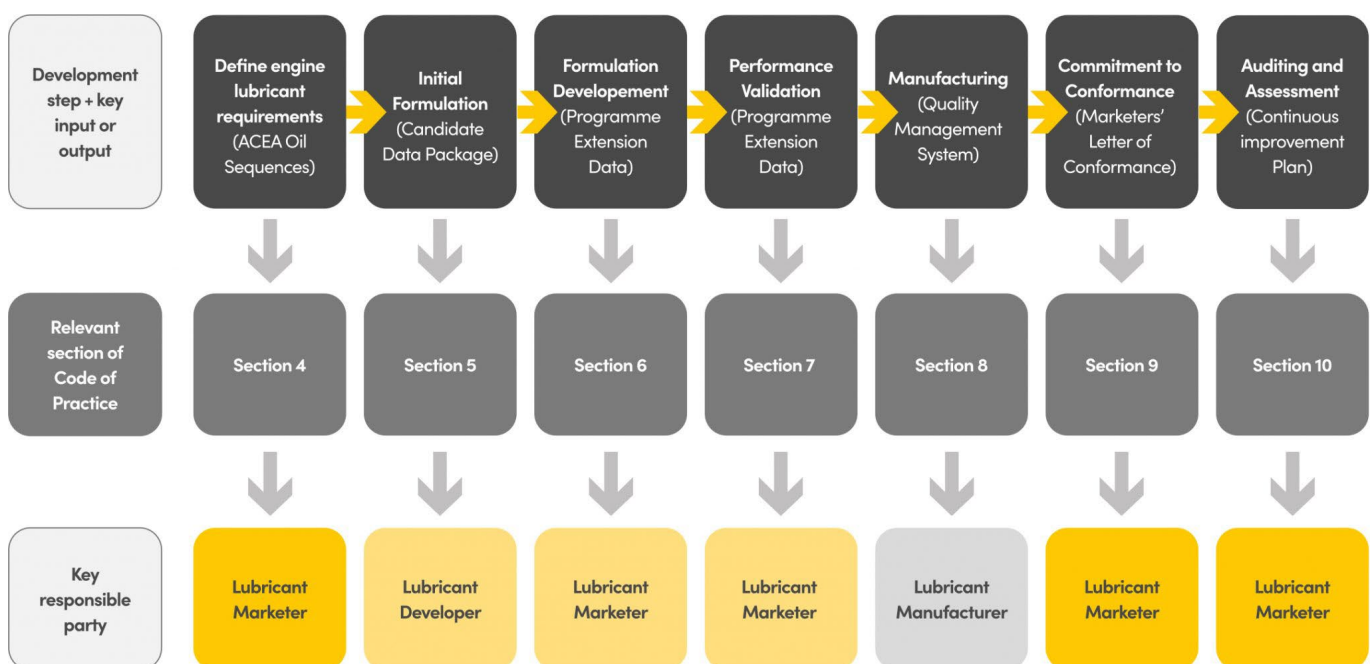 Development
step + key
input or
output
Define engine
lubricant
requirements
(ACEA Oil
Sequences)
Initial
Formulation
(Candidate
Data Package)
Formulation
Developement
(Programme
Extension
Data)
Performance
Validation
(Programme
Extension
Data)
Manufacturing
(Quality
Management
System)
Commitment to
Conformance
(Marketers'
Letter of
Conformance)
Auditing and
Assessment
(Continuous
improvement
Plan)
Relevant
section of
Code of
Practice
Section 4
Section 5
Section 6
Section 7
Section 8
Section 9
Section 10
Key
responsible
party
Lubricant
Marketer
Lubricant
Developer
Lubricant
Marketer
Lubricant
Marketer
Lubricant
Manufacturer
Lubricant
Marketer
Lubricant
Marketer